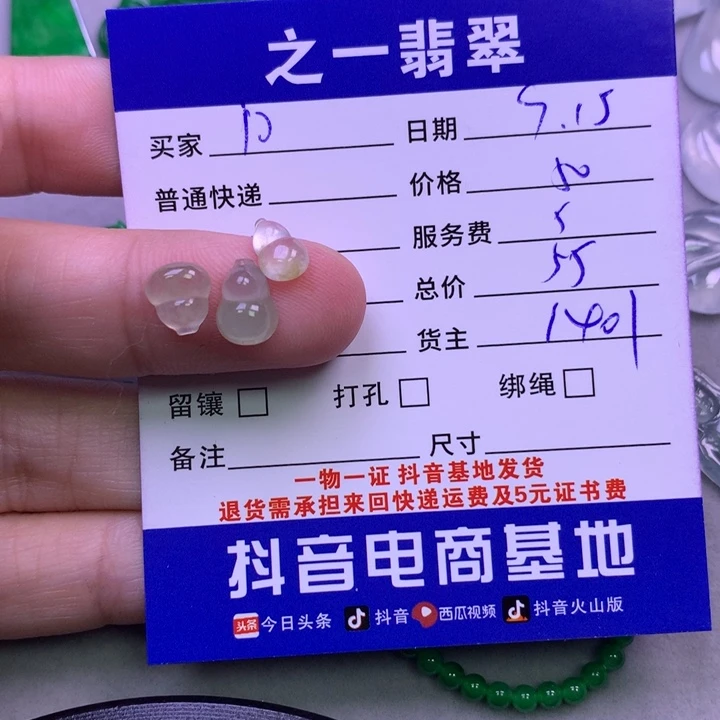 之一翡翠
买家 日期
普通快递 价格 50
服务费 5
总价 55
货主 1401
留镶 打孔 绑绳
备注 尺寸
一物一证 抖音基地发货
退货需承担来回快递运费及5元证书费
抖音电商基地
头条 今日头条 抖音 西瓜视频 抖音火山版